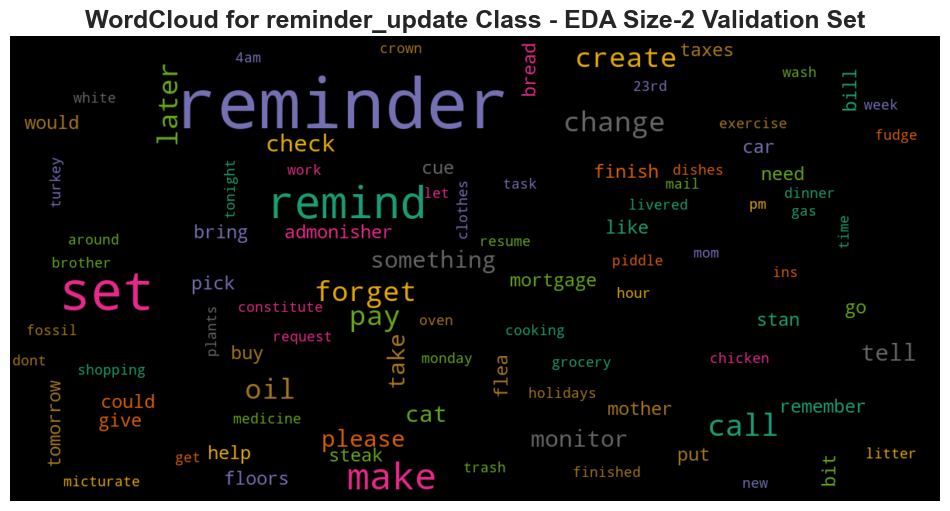 WordCloud for reminder_update Class - EDA Size-2 Validation Set
crown
taxes
4am
create
bread
later
reminder
wash
bill
23rd
white
week
would
change
exercise
fudge
check
car
turkey
tonight
work
cue
finish
dishes
need
let
clothes
task
mail
remind
livered
pm
dinner
gas
time
bring
admonisher
like
around
resume
something
mom
brother
piddle
ins
set
pick
forget
mortgage
hour
constitute
pay
go
fossil
plants
request
oven
cooking
stan
dont
shopping
buy
take
monday
flea
grocery
chicken
tell
tomorrow
oil
holidays
could
give
medicine
cat
mother
remember
call
please
monitor
get
help
steak
put
bit
litter
micturate
floors
make
trash
finished
new